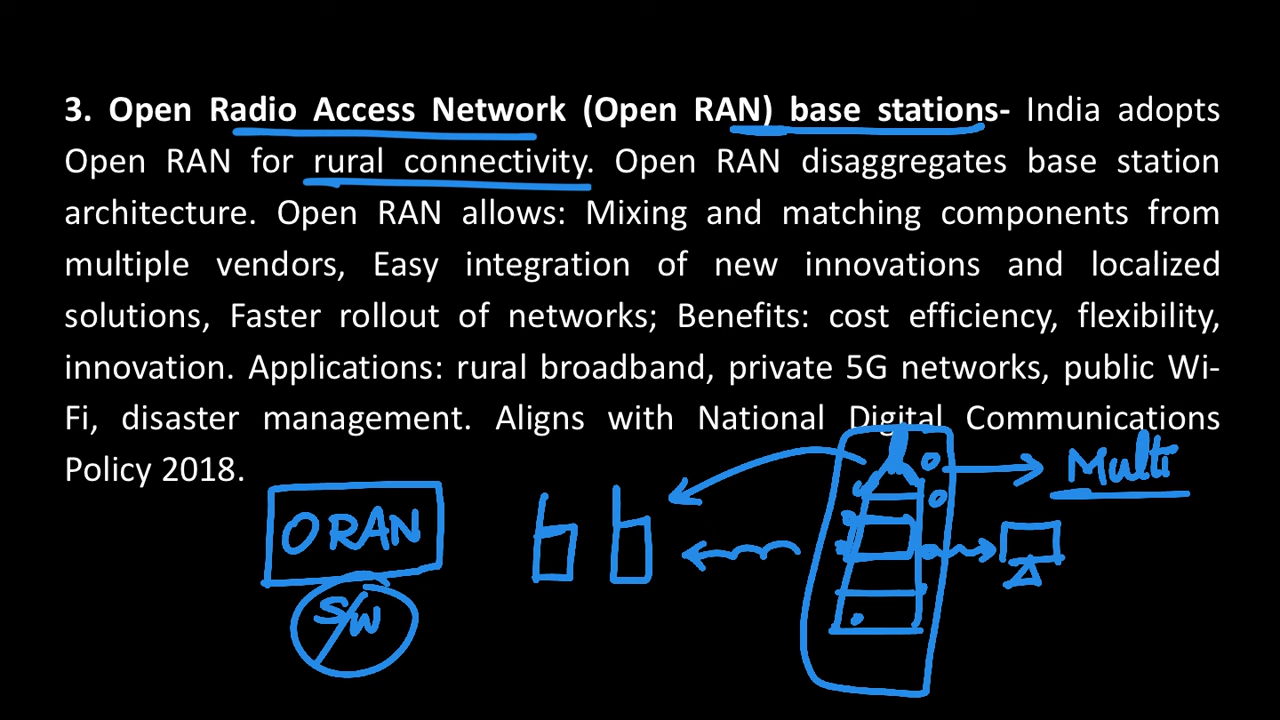 3. Open Radio Access Network (Open RAN) base stations- India adopts
Open RAN for rural connectivity. Open RAN disaggregates base station
architecture. Open RAN allows: Mixing and matching components from
multiple vendors, Easy integration of new innovations and localized
solutions, Faster rollout of networks; Benefits: cost efficiency, flexibility,
innovation. Applications: rural broadband, private 5G networks, public Wi-
Fi, disaster management. Aligns with National Digital Communications
Policy 2018.
Multi
ORAN
S/W